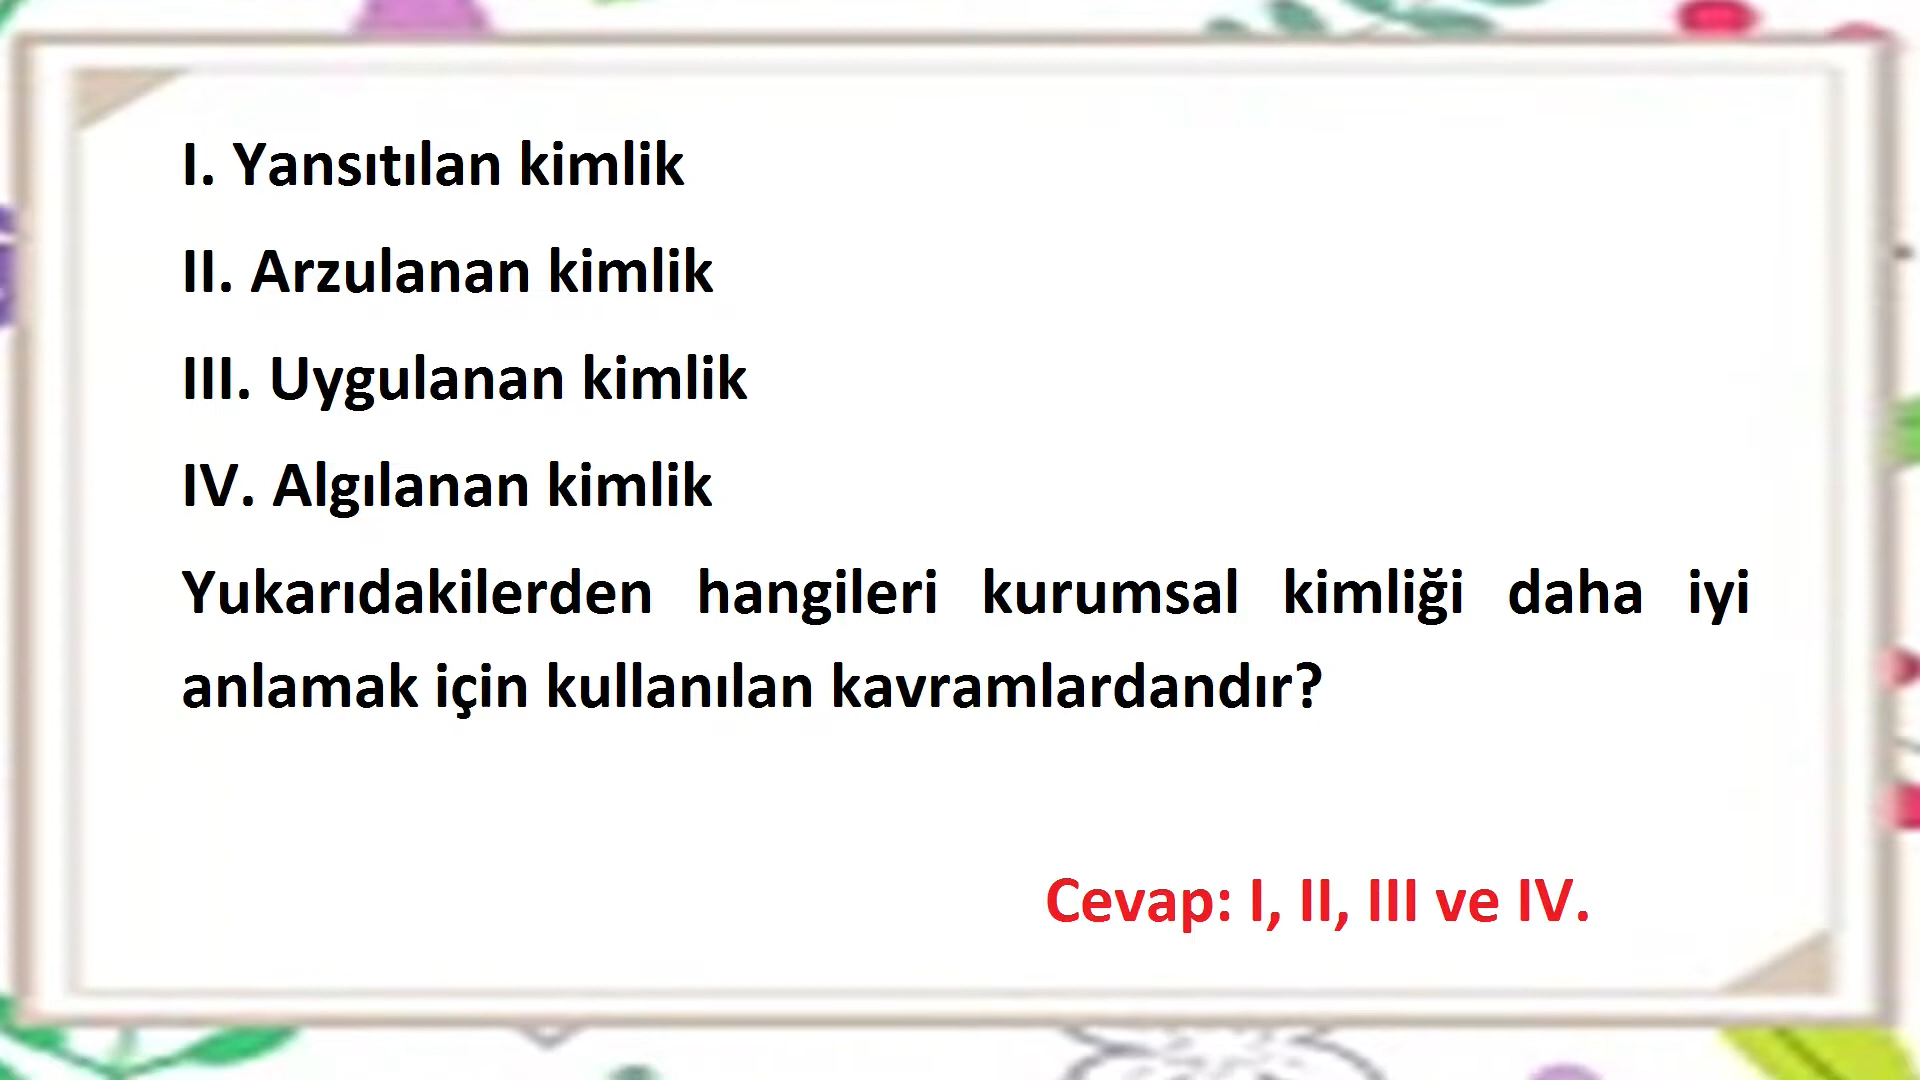 I. Yansıtılan kimlik
II. Arzulanan kimlik
III. Uygulanan kimlik
IV. Algılanan kimlik
Yukarıdakilerden hangileri kurumsal kimliği daha iyi
anlamak için kullanılan kavramlardandır?
Cevap: I, II, III ve IV.